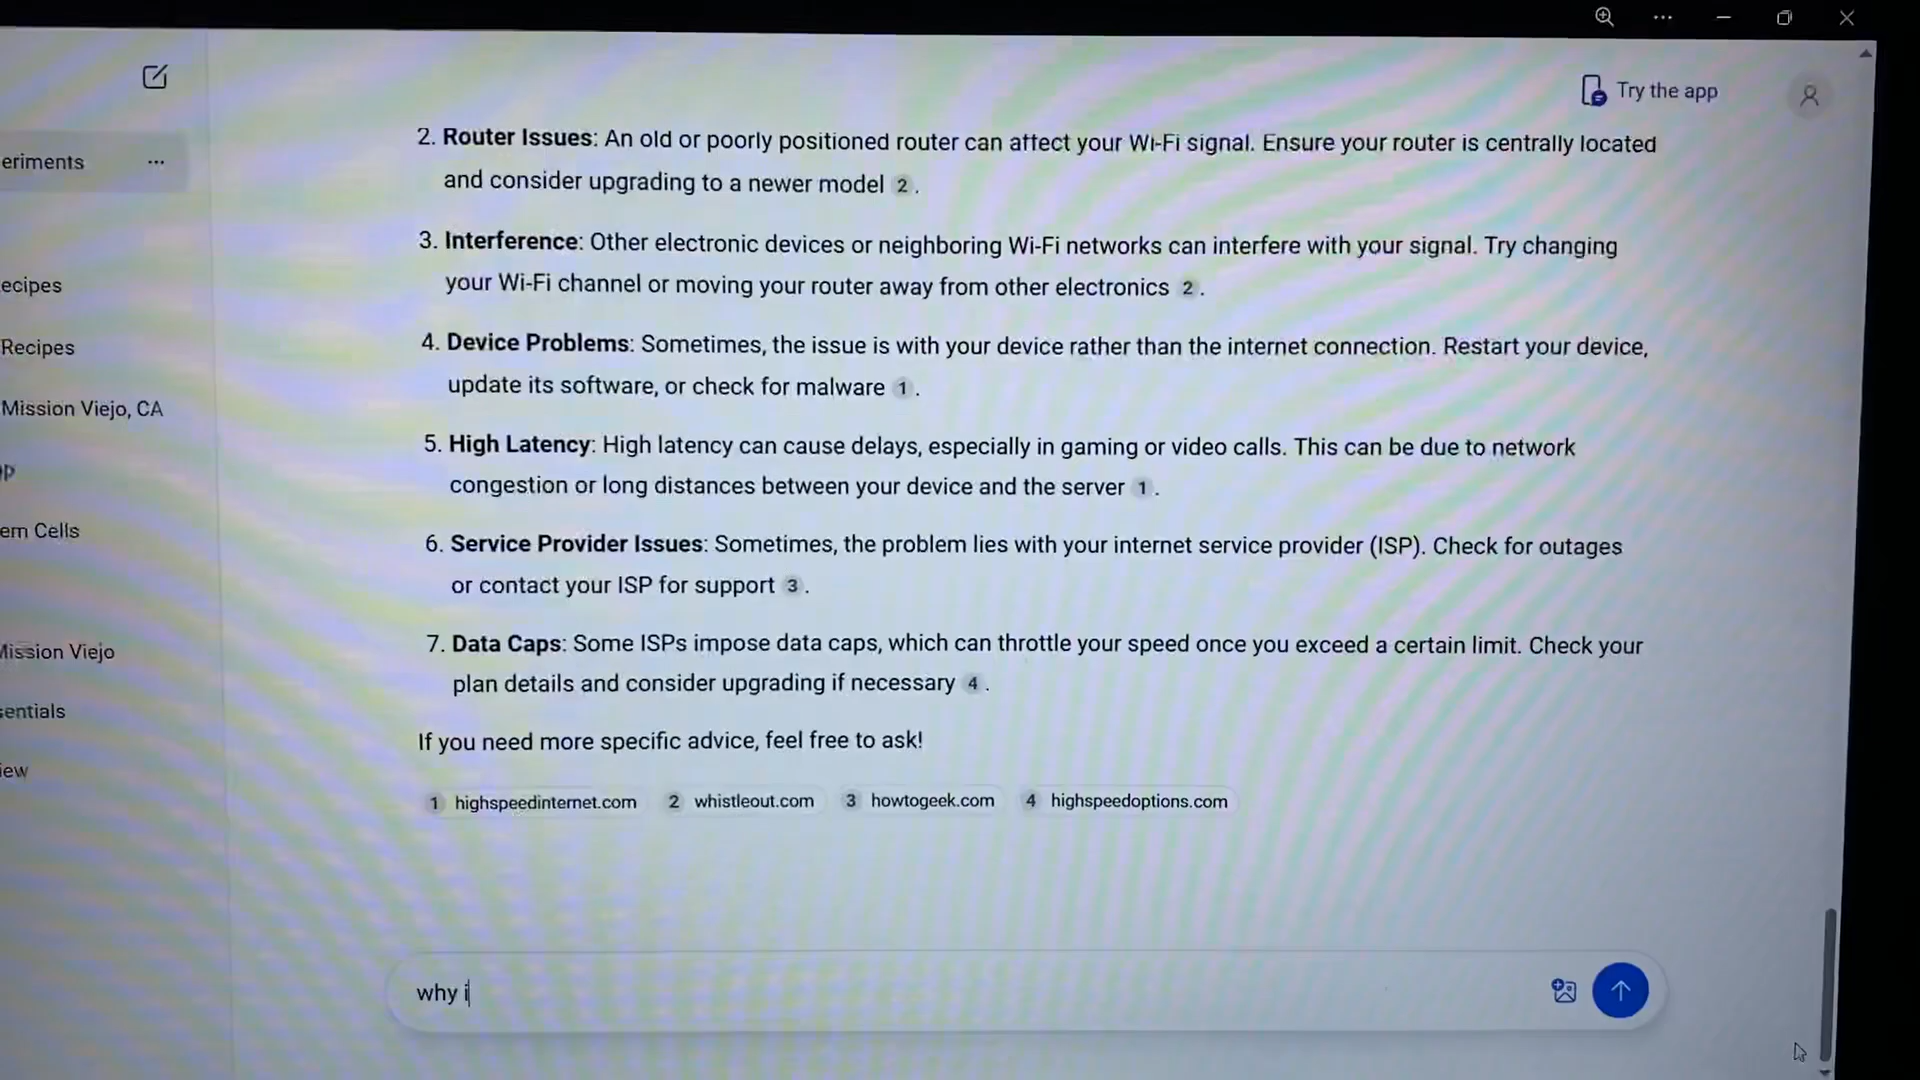 Try the app
eriments
ecipes
Recipes
Mission Viejo, CA
em Cells
Mission Viejo
sentials
iew
2. Router Issues: An old or poorly positioned router can affect your Wi-Fi signal. Ensure your router is centrally located
and consider upgrading to a newer model 2.
3. Interference: Other electronic devices or neighboring Wi-Fi networks can interfere with your signal. Try changing
your Wi-Fi channel or moving your router away from other electronics 2.
4. Device Problems: Sometimes, the issue is with your device rather than the internet connection. Restart your device,
update its software, or check for malware 1.
5. High Latency: High latency can cause delays, especially in gaming or video calls. This can be due to network
congestion or long distances between your device and the server 1.
6. Service Provider Issues: Sometimes, the problem lies with your internet service provider (ISP). Check for outages
or contact your ISP for support 3.
7. Data Caps: Some ISPs impose data caps, which can throttle your speed once you exceed a certain limit. Check your
plan details and consider upgrading if necessary 4.
If you need more specific advice, feel free to ask!
1 highspeedinternet.com 2 whistleout.com 3 howtogeek.com 4 highspeedoptions.com
why i